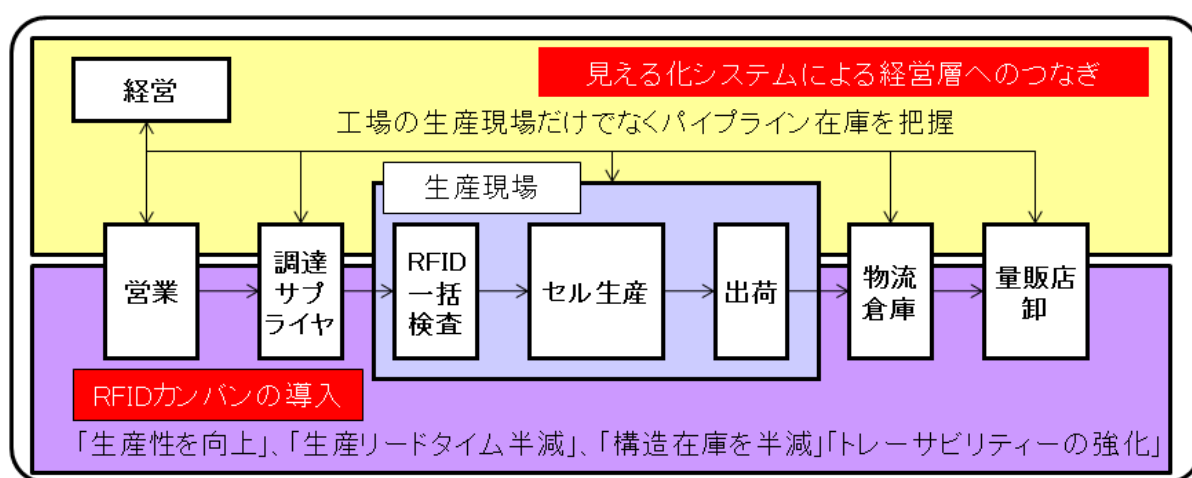 見える化システムによる経営層へのつなぎ
経営
工場の生産現場だけでなくパイプライン在庫を把握
生産現場
営業
調達
サプ
ライヤ
RFID
一括
検査
セル生産
出荷
物流
倉庫
量販店
卸
RFIDカンバンの導入
「生産性を向上」、「生産リードタイム半減」、「構造在庫を半減」「トレーサビリティーの強化」